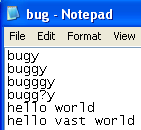 bug - Notepad
File Edit Format View
bugy
buggy
bugggy
bugg?y
hello world
hello vast world